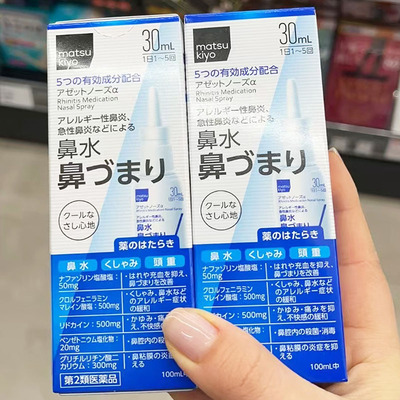 matsu
kiyo
30mL
1日1〜5回
5つの有効成分配合
アゼットノーズα
Rhinitis Medication
Nasal Spray
アレルギー性鼻炎、
急性鼻炎などによる
鼻水
鼻づまり
クールな
さし心地
30mL
薬のはたらき
鼻水 くしゃみ 頭重
ナファゾリン塩酸塩:
50mg
はれや充血を抑え、
鼻づまりを改善
クロルフェニラミン
マレイン酸塩:500mg
くしゃみ、鼻水などの
アレルギー症状
の緩和
リドカイン:500mg
かゆみ・痛みを抑
え、不快感の緩
ベンゼトニウム塩化物:
20mg
鼻腔内の殺菌
グリチルリチン酸二
カリウム:300mg
鼻粘膜の炎症を抑
える
第2類医薬品
100mL中
matsu
kiyo
30mL
1日1〜5回
5つの有効成分配合
アゼットノーズα
Rhinitis Medication
Nasal Spray
アレルギー性鼻炎、
急性鼻炎などによる
鼻水
鼻づまり
クールな
さし心地
30mL
アゼットノーズα
鼻水
鼻づまり
薬のはたらき
鼻水 くしゃみ 頭重
ナファゾリン塩酸塩:
50mg
はれや充血を抑え、
鼻づまりを改善
クロルフェニラミン
マレイン酸塩:500mg
くしゃみ、鼻水など
のアレルギー症状
の緩和
リドカイン:500mg
かゆみ・痛みを抑
え、不快感の緩和
化物:
鼻腔内の殺菌・消毒
鼻粘膜の炎症を抑
える
100mL中